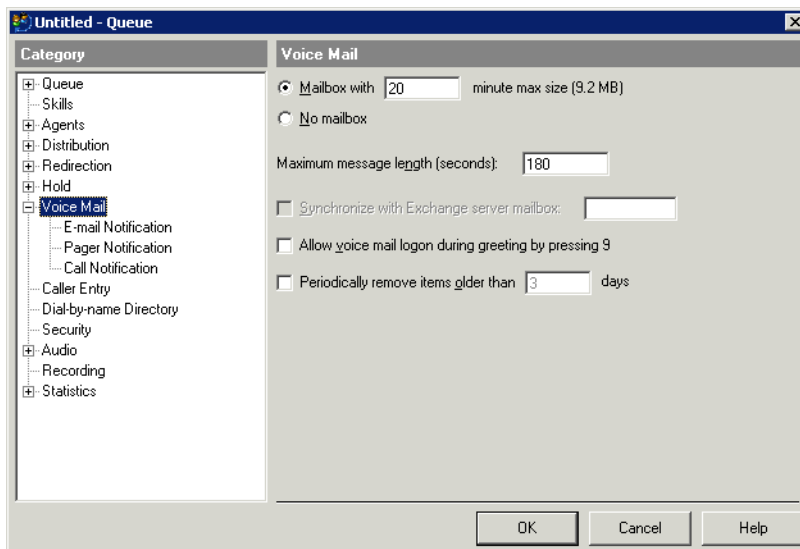 Untitled - Queue
Category
Queue
Skills
Agents
Distribution
Redirection
Hold
Voice Mail
E-mail Notification
Pager Notification
Call Notification
Caller Entry
Dial-by-name Directory
Security
Audio
Recording
Statistics
Voice Mail
Mailbox with 20 minute max size (9.2 MB)
No mailbox
Maximum message length (seconds): 180
Synchronize with Exchange server mailbox:
Allow voice mail logon during greeting by pressing 9
Periodically remove items older than 3 days
OK Cancel Help